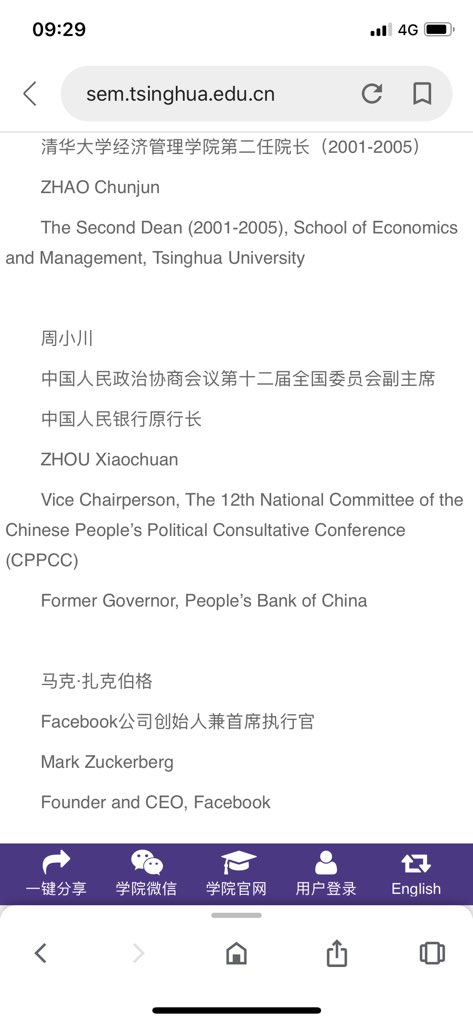 09:29
4G
sem.tsinghua.edu.cn
清华大学经济管理学院第二任院长（2001-2005）
ZHAO Chunjun
The Second Dean (2001-2005), School of Economics
and Management, Tsinghua University
周小川
中国人民政治协商会议第十二届全国委员会副主席
中国人民银行原行长
ZHOU Xiaochuan
Vice Chairperson, The 12th National Committee of the
Chinese People’s Political Consultative Conference
(CPPCC)
Former Governor, People’s Bank of China
马克·扎克伯格
Facebook公司创始人兼首席执行官
Mark Zuckerberg
Founder and CEO, Facebook
一键分享 学院微信 学院官网 用户登录 English